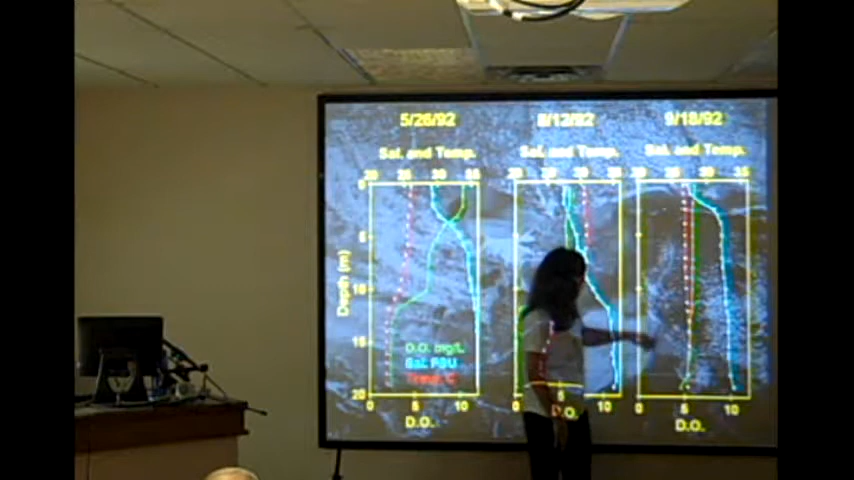 5/26/92 8/12/92 9/18/92
Sal. and Temp. Sal. and Temp. Sal. and Temp.
20 25 30 35 20 30 35 20 25 30 35
0
5
10
15
20
Depth (m)
D.O. mg/L
Sal. PSU
Temp. C
0 5 10 0 5 10 0 5 10
D.O. D.O. D.O.